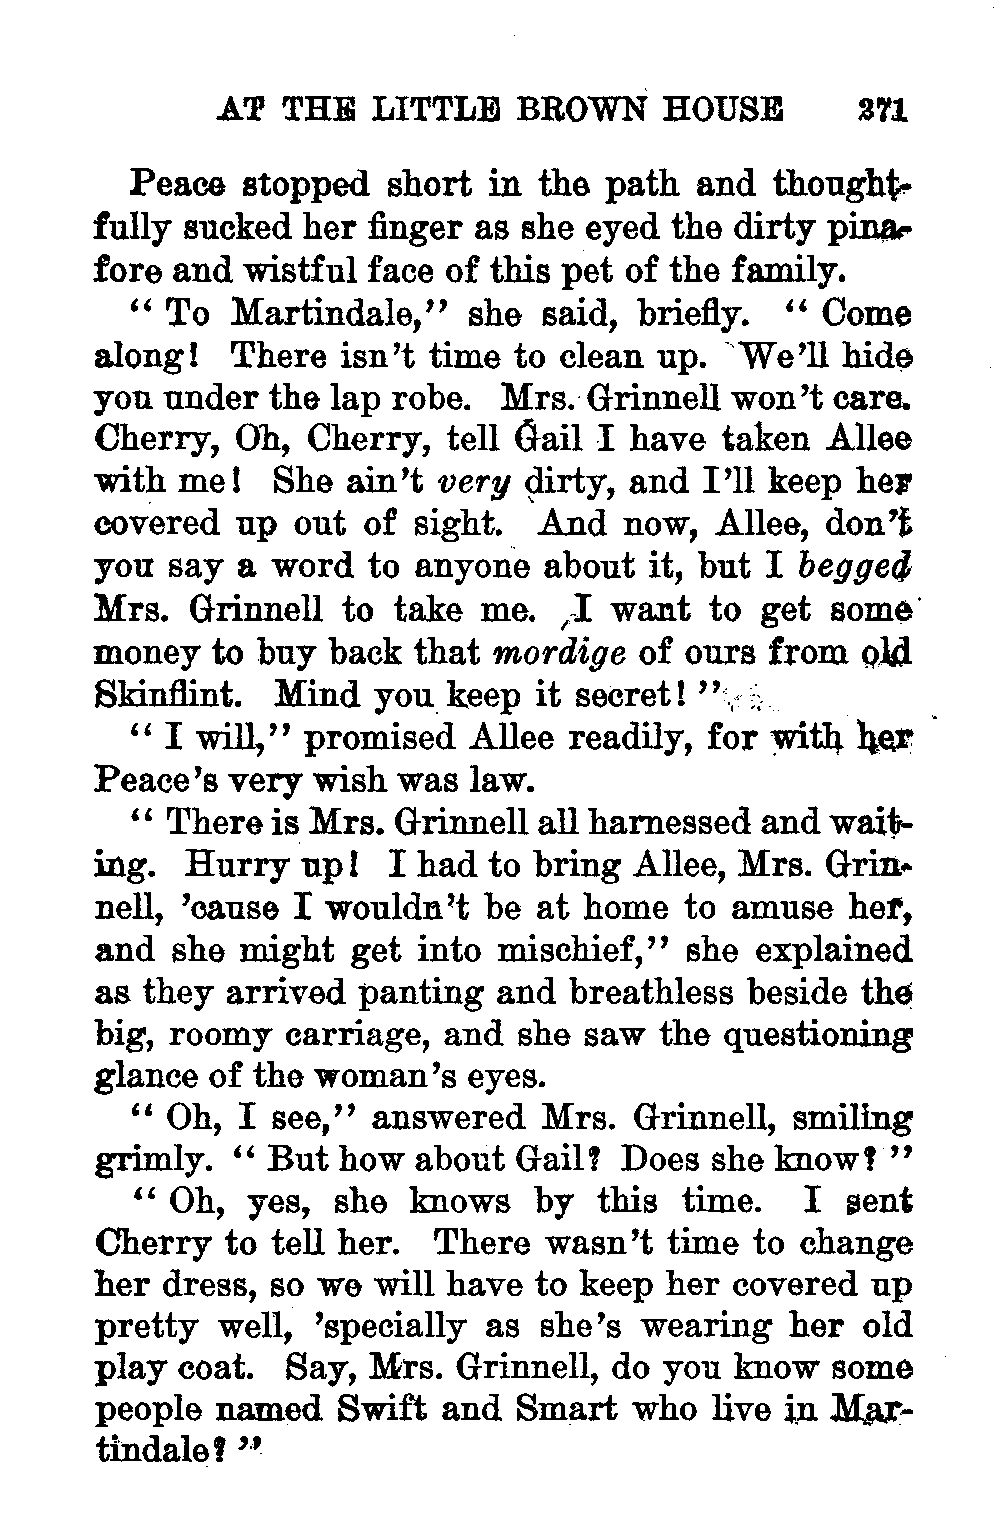 AT THE LITTLE BROWN HOUSE 371
Peace stopped short in the path and thought-
fully sucked her finger as she eyed the dirty pina-
fore and wistful face of this pet of the family.
“ To Martindale,” she said, briefly. “ Come
along! There isn’t time to clean up. We’ll hide
you under the lap robe. Mrs. Grinnell won’t care.
Cherry, Oh, Cherry, tell Gail I have taken Allee
with me! She ain’t very dirty, and I’ll keep her
covered up out of sight. And now, Allee, don’t
you say a word to anyone about it, but I begged
Mrs. Grinnell to take me. I want to get some
money to buy back that mordige of ours from old
Skinflint. Mind you keep it secret! ”
“ I will,” promised Allee readily, for with her
Peace’s very wish was law.
“ There is Mrs. Grinnell all harnessed and wait-
ing. Hurry up! I had to bring Allee, Mrs. Grin-
nell, ’cause I wouldn’t be at home to amuse her,
and she might get into mischief,” she explained
as they arrived panting and breathless beside the
big, roomy carriage, and she saw the questioning
glance of the woman’s eyes.
“ Oh, I see,” answered Mrs. Grinnell, smiling
grimly. “ But how about Gail? Does she know? ”
“ Oh, yes, she knows by this time. I sent
Cherry to tell her. There wasn’t time to change
her dress, so we will have to keep her covered up
pretty well, ’specially as she’s wearing her old
play coat. Say, Mrs. Grinnell, do you know some
people named Swift and Smart who live in Mar-
tindale? ”